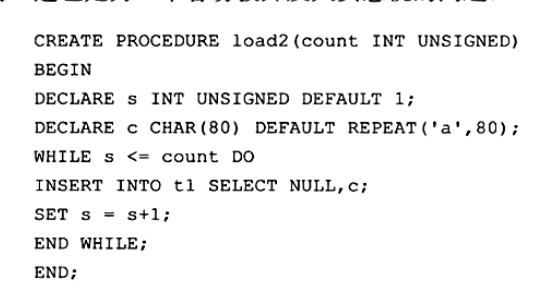 CREATE PROCEDURE load2(count INT UNSIGNED)
BEGIN
DECLARE s INT UNSIGNED DEFAULT 1;
DECLARE c CHAR(80) DEFAULT REPEAT('a',80);
WHILE s <= count DO
INSERT INTO t1 SELECT NULL,c;
SET s = s+1;
END WHILE;
END;